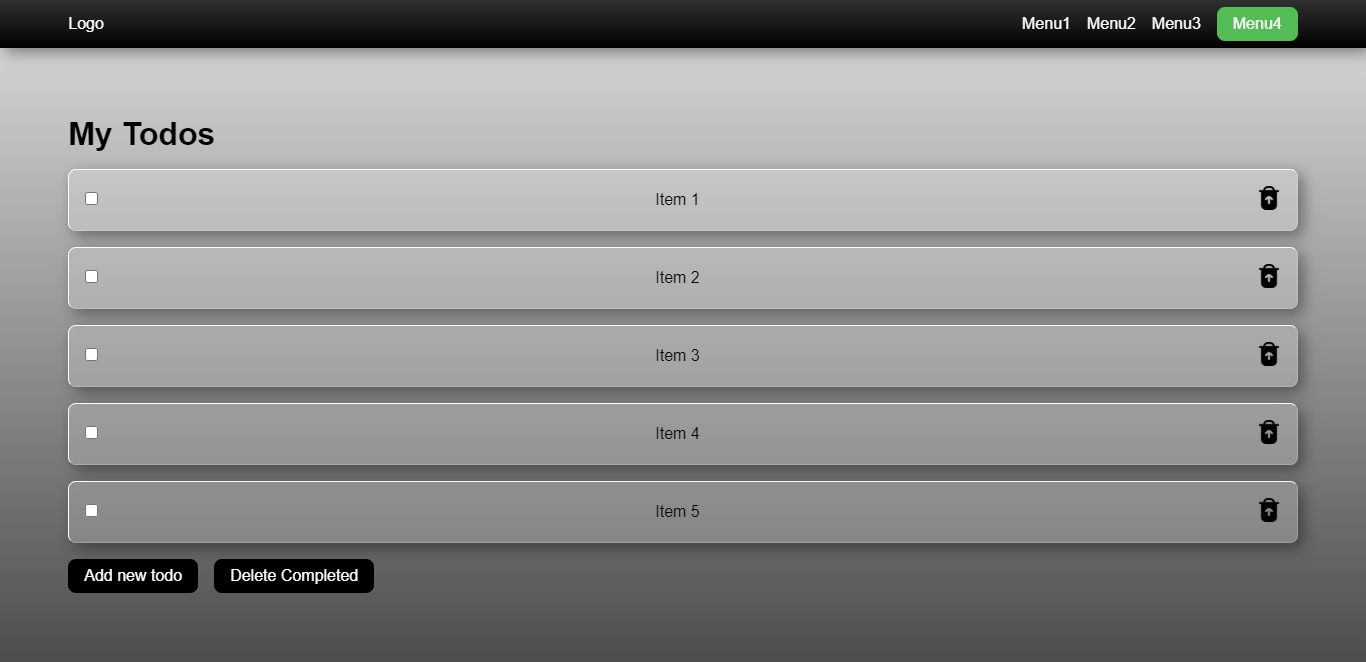 Logo Menu1 Menu2 Menu3 Menu4
My Todos
Item 1
Item 2
Item 3
Item 4
Item 5
Add new todo Delete Completed